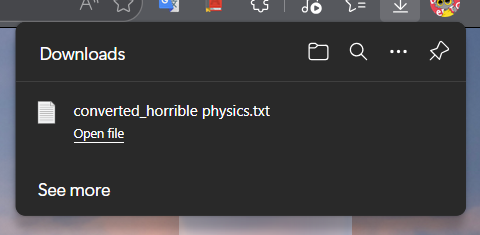 Downloads
converted_horrible physics.txt
Open file
See more